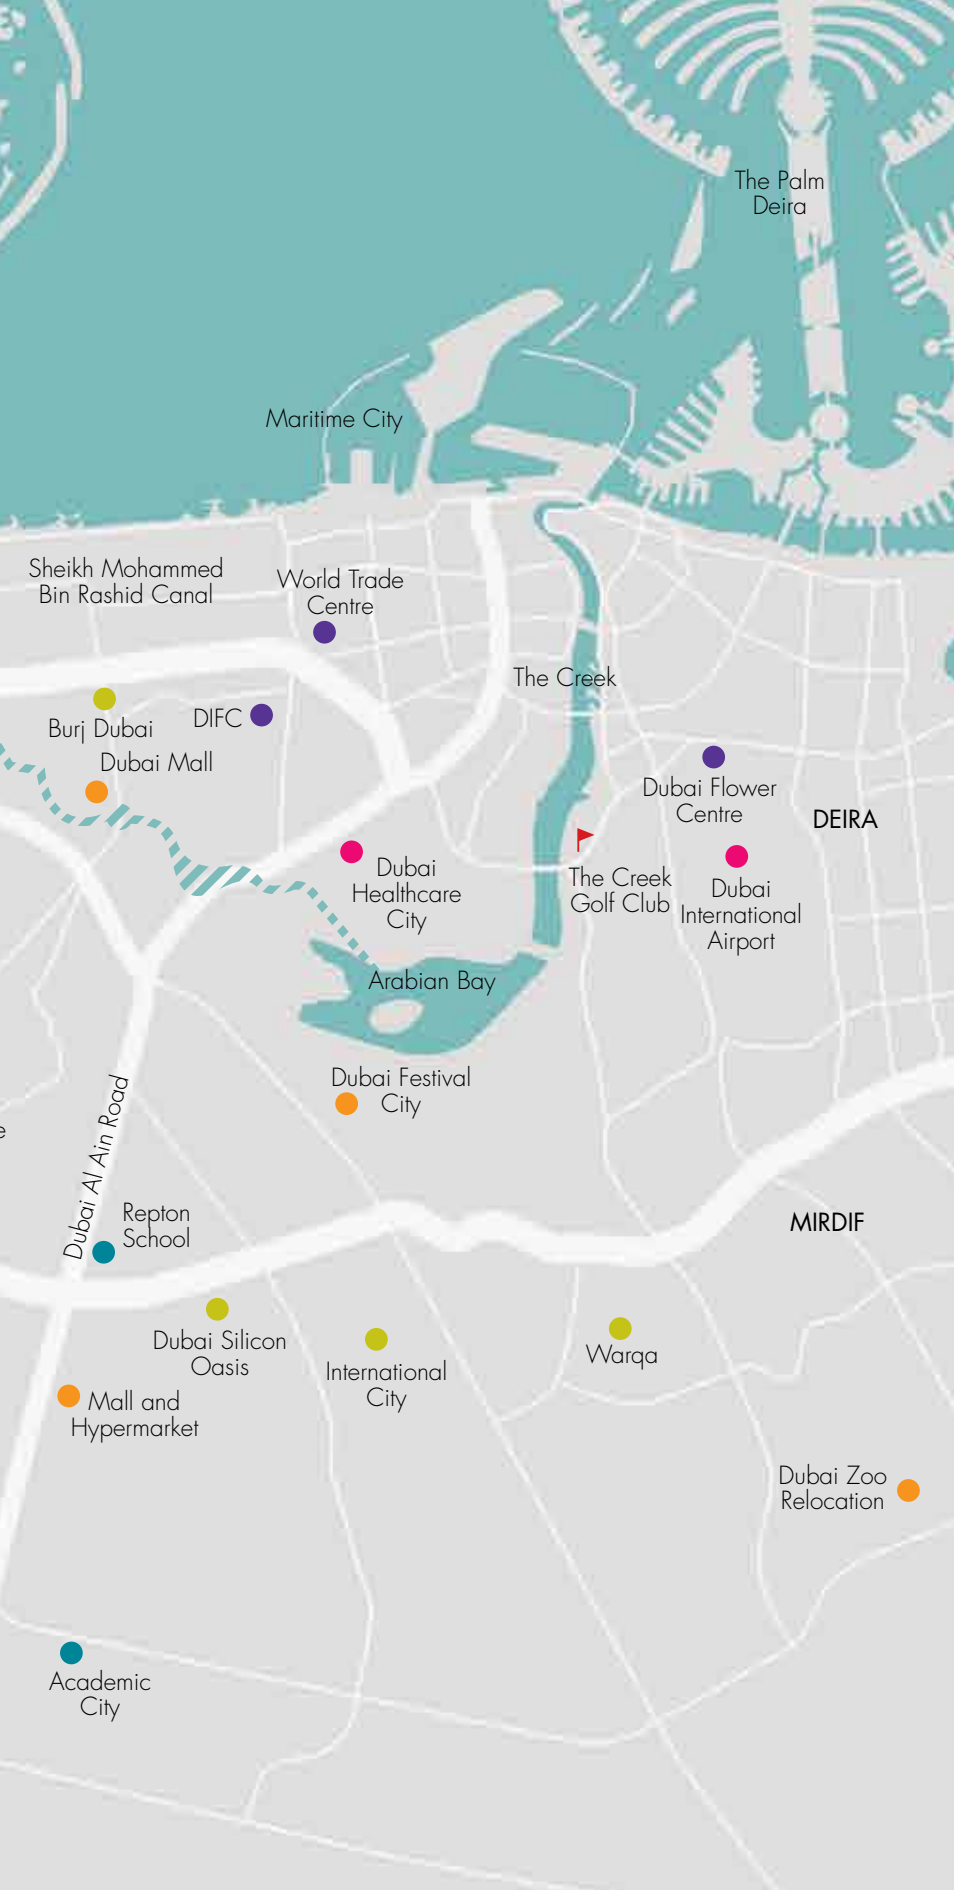 The Palm
Deira
Maritime City
Sheikh Mohammed
Bin Rashid Canal
World Trade
Centre
The Creek
Burj Dubai
DIFC
Dubai Mall
Dubai Flower
Centre
DEIRA
Dubai
Healthcare
City
The Creek
Golf Club
Dubai
International
Airport
Arabian Bay
Dubai Festival
City
Dubai Al Ain Road
e
Repton
School
MIRDIF
Dubai Silicon
Oasis
International
City
Warqa
Mall and
Hypermarket
Dubai Zoo
Relocation
Academic
City